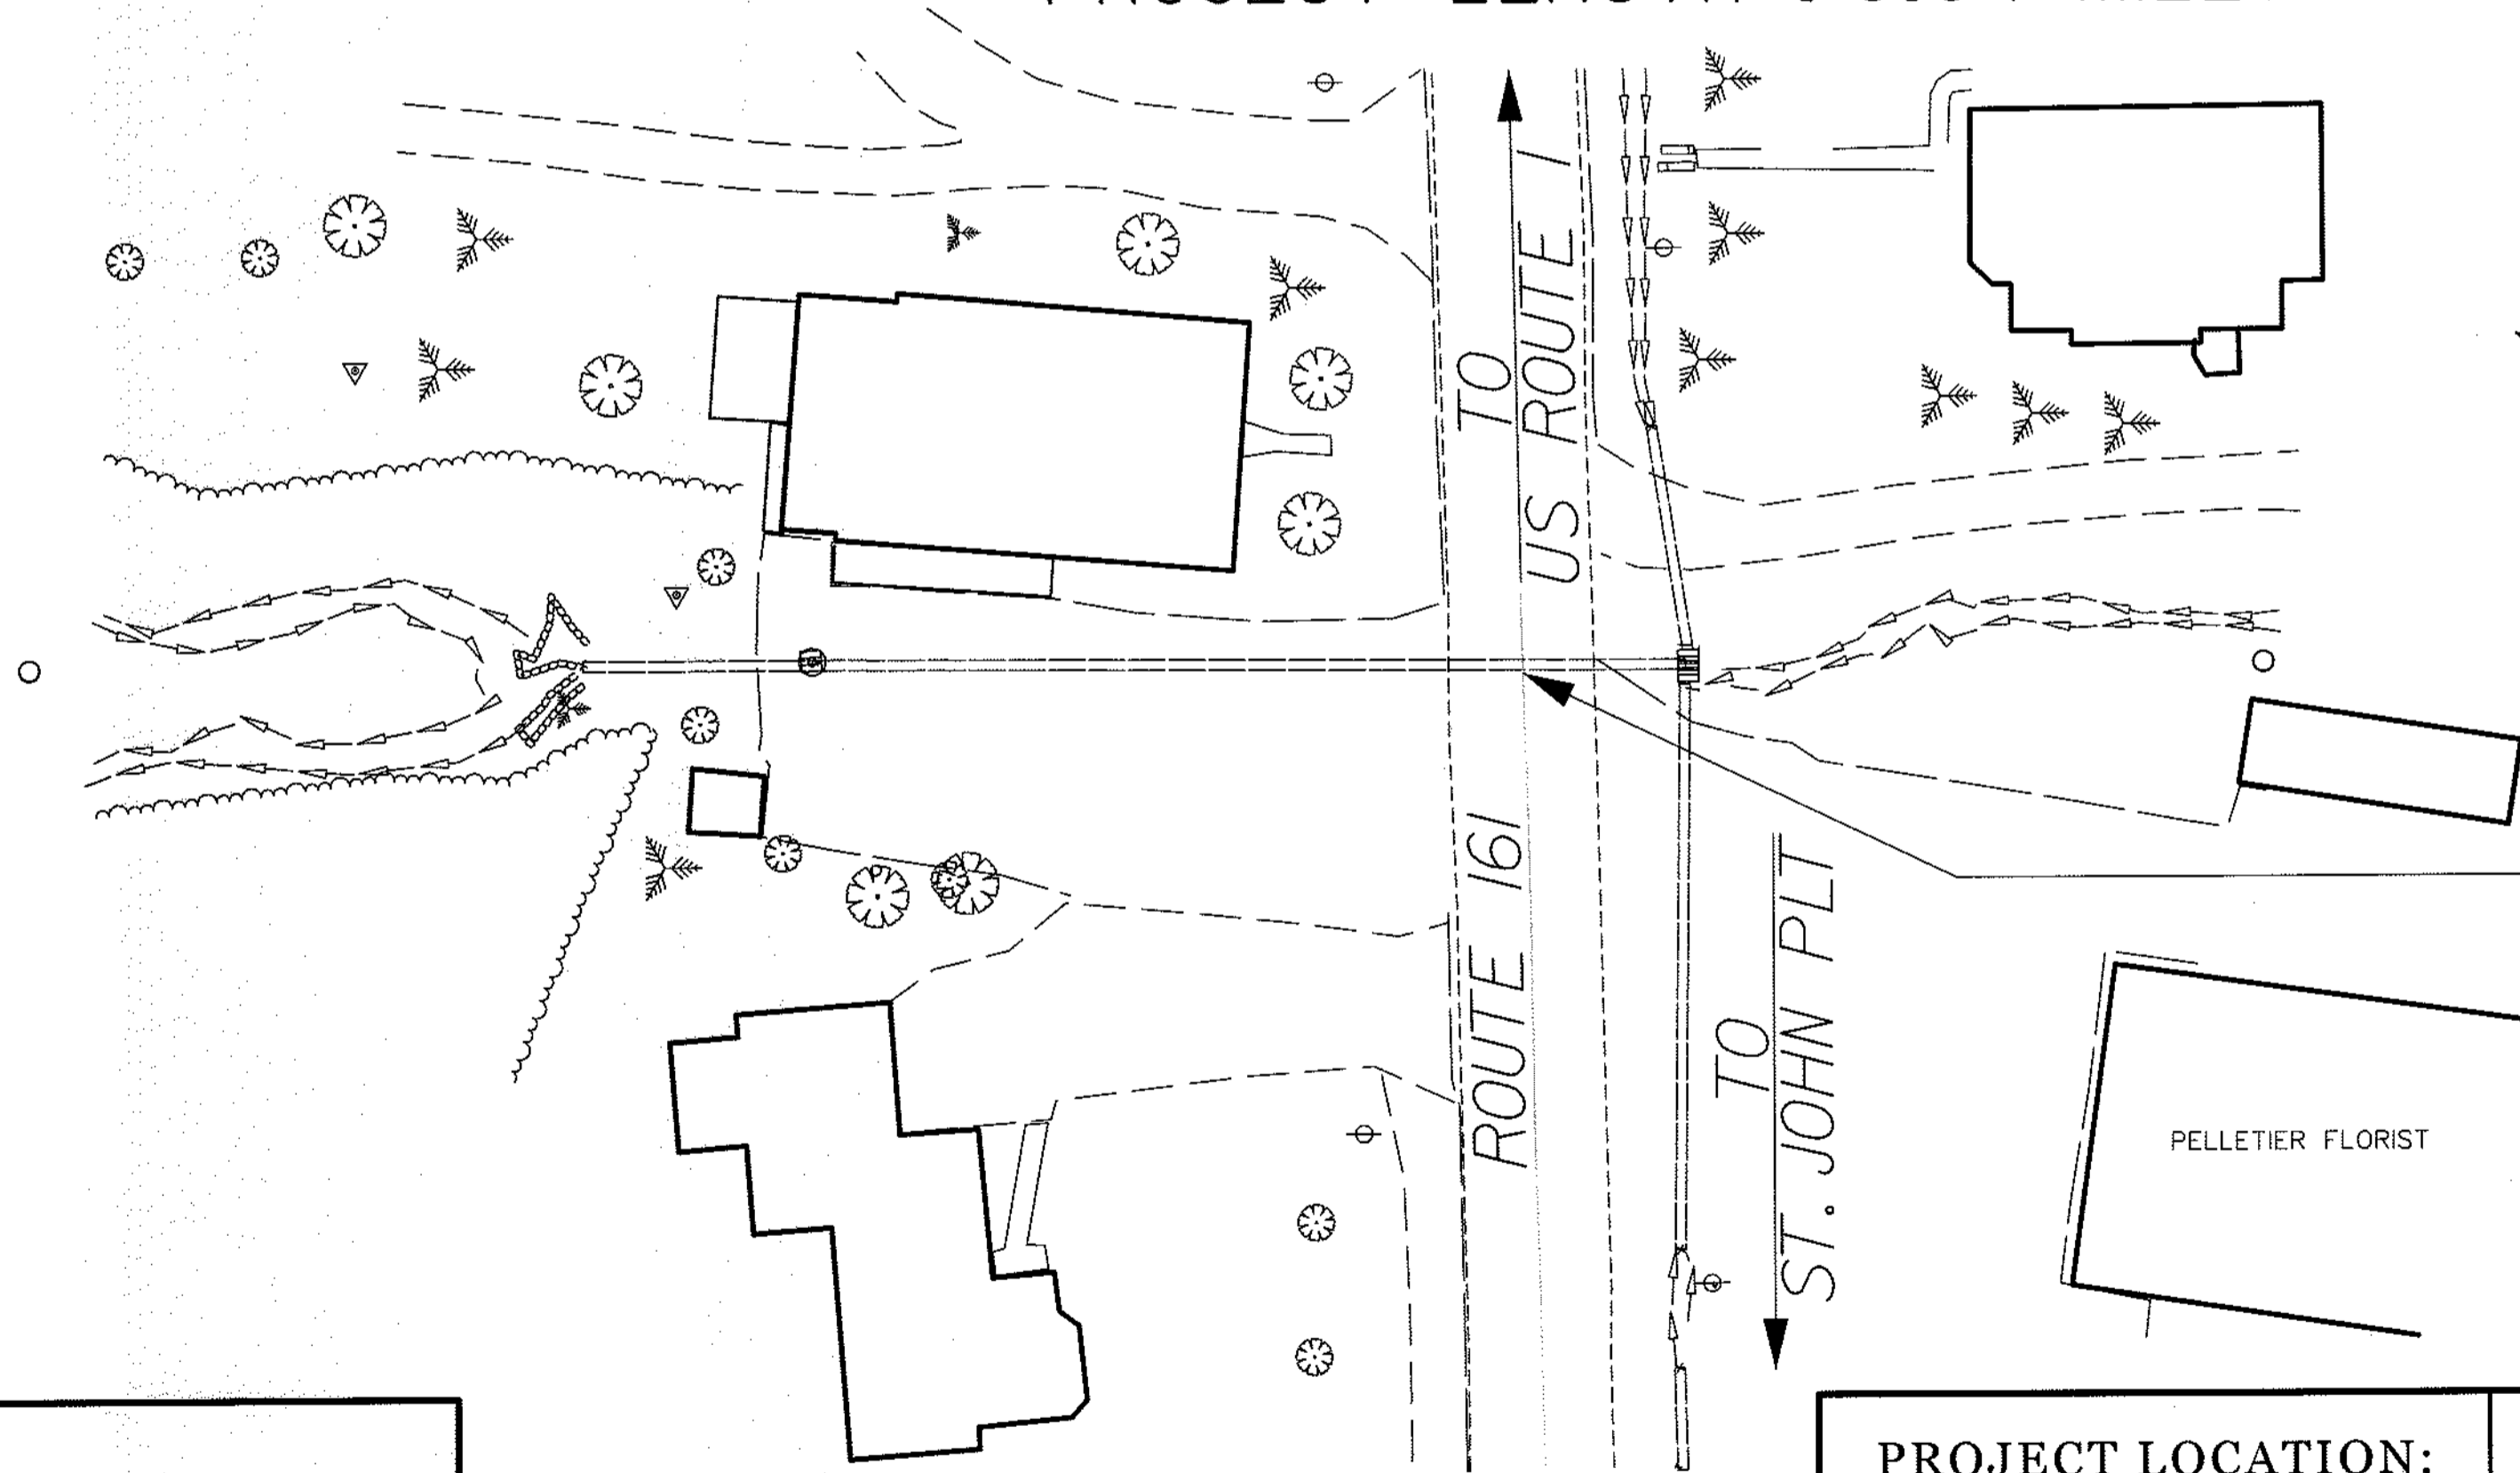 TO
US ROUTE 1
ROUTE 161
TO
ST. JOHN PLT
PELLETIER FLORIST
PROJECT LOCATION: